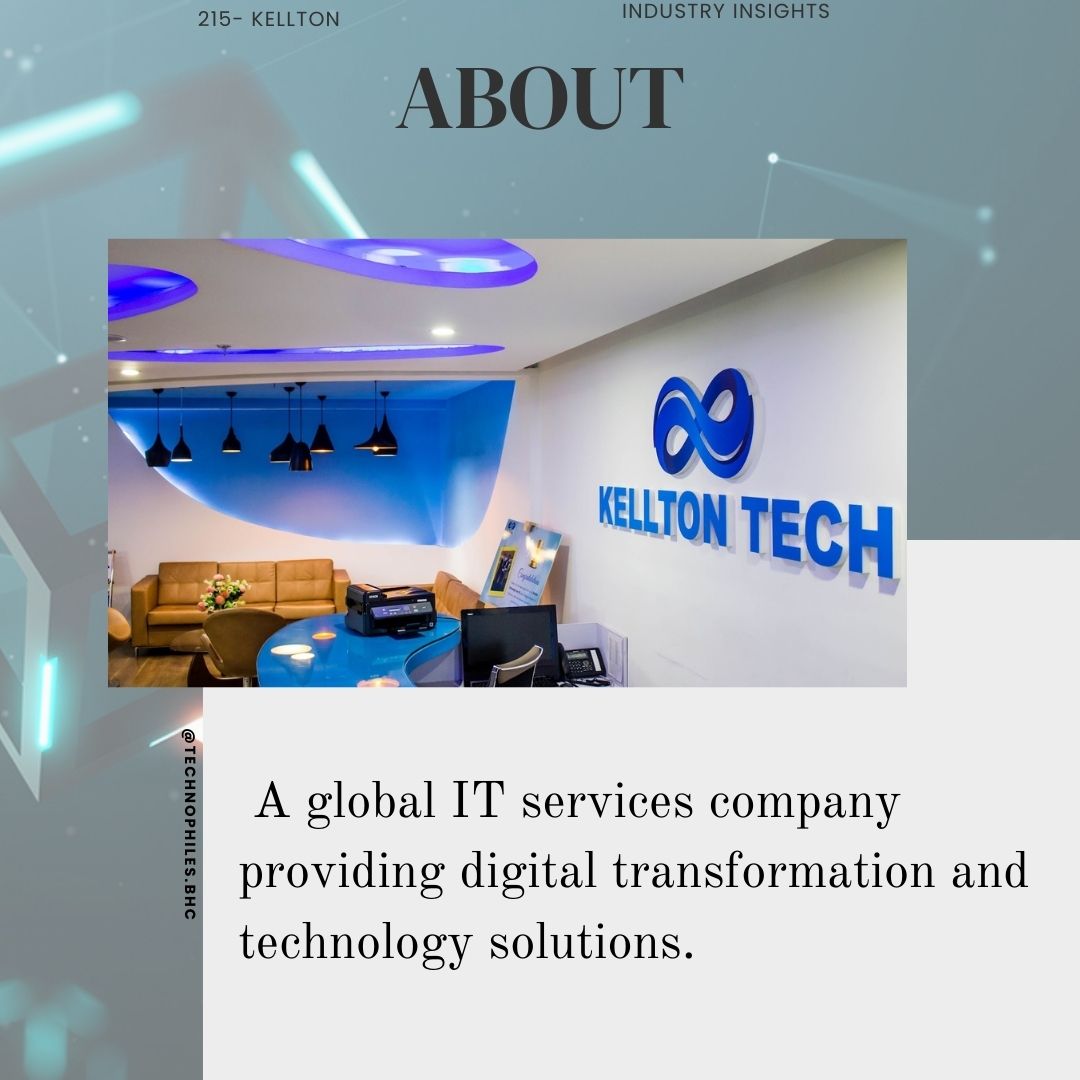 215- KELLTON
INDUSTRY INSIGHTS
ABOUT
KELLTON TECH
@TECHNOPHILES.BHC
A global IT services company
providing digital transformation and
technology solutions.